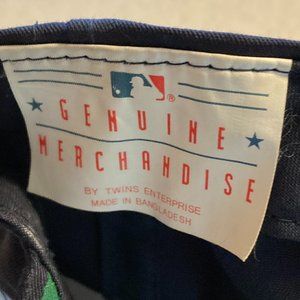 ®
GENUINE
MERCHANDISE
BY TWINS ENTERPRISE
MADE IN BANGLADESH